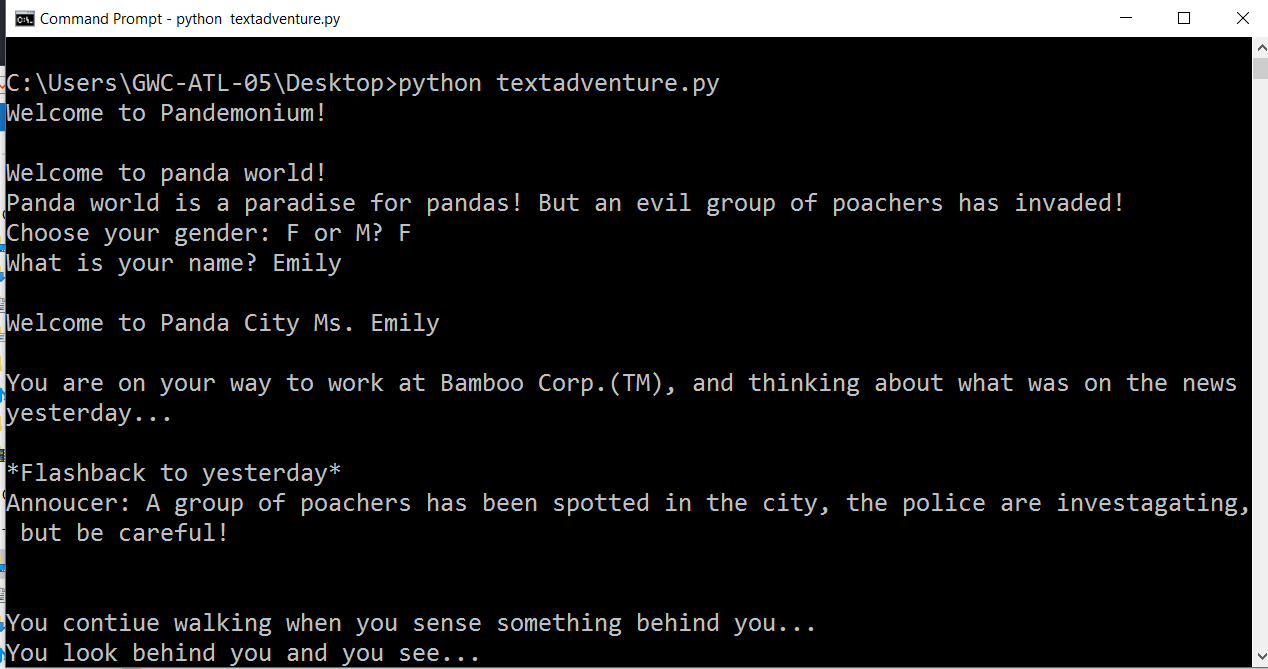 Command Prompt - python  textadventure.py
C:\Users\GWC-ATL-05\Desktop>python textadventure.py
Welcome to Pandemonium!
Welcome to panda world!
Panda world is a paradise for pandas! But an evil group of poachers has invaded!
Choose your gender: F or M? F
What is your name? Emily
Welcome to Panda City Ms. Emily
You are on your way to work at Bamboo Corp.(TM), and thinking about what was on the news
yesterday...
*Flashback to yesterday*
Annoucer: A group of poachers has been spotted in the city, the police are investagating,
 but be careful!
You contiue walking when you sense something behind you...
You look behind you and you see...